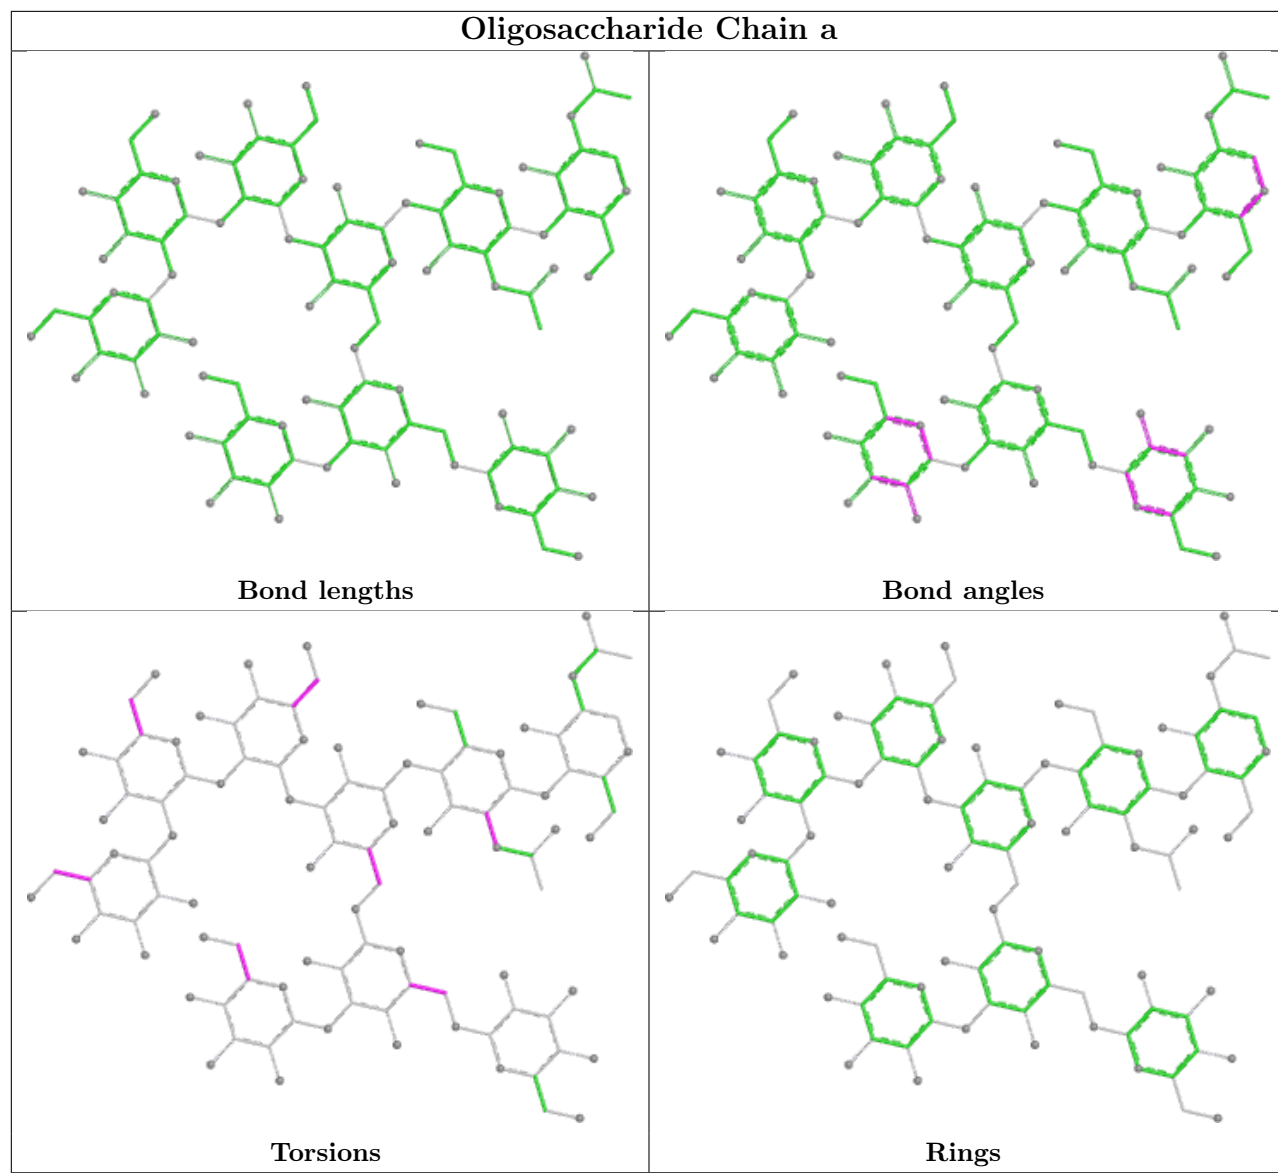 Oligosaccharide Chain a
Bond lengths
Bond angles
Torsions
Rings